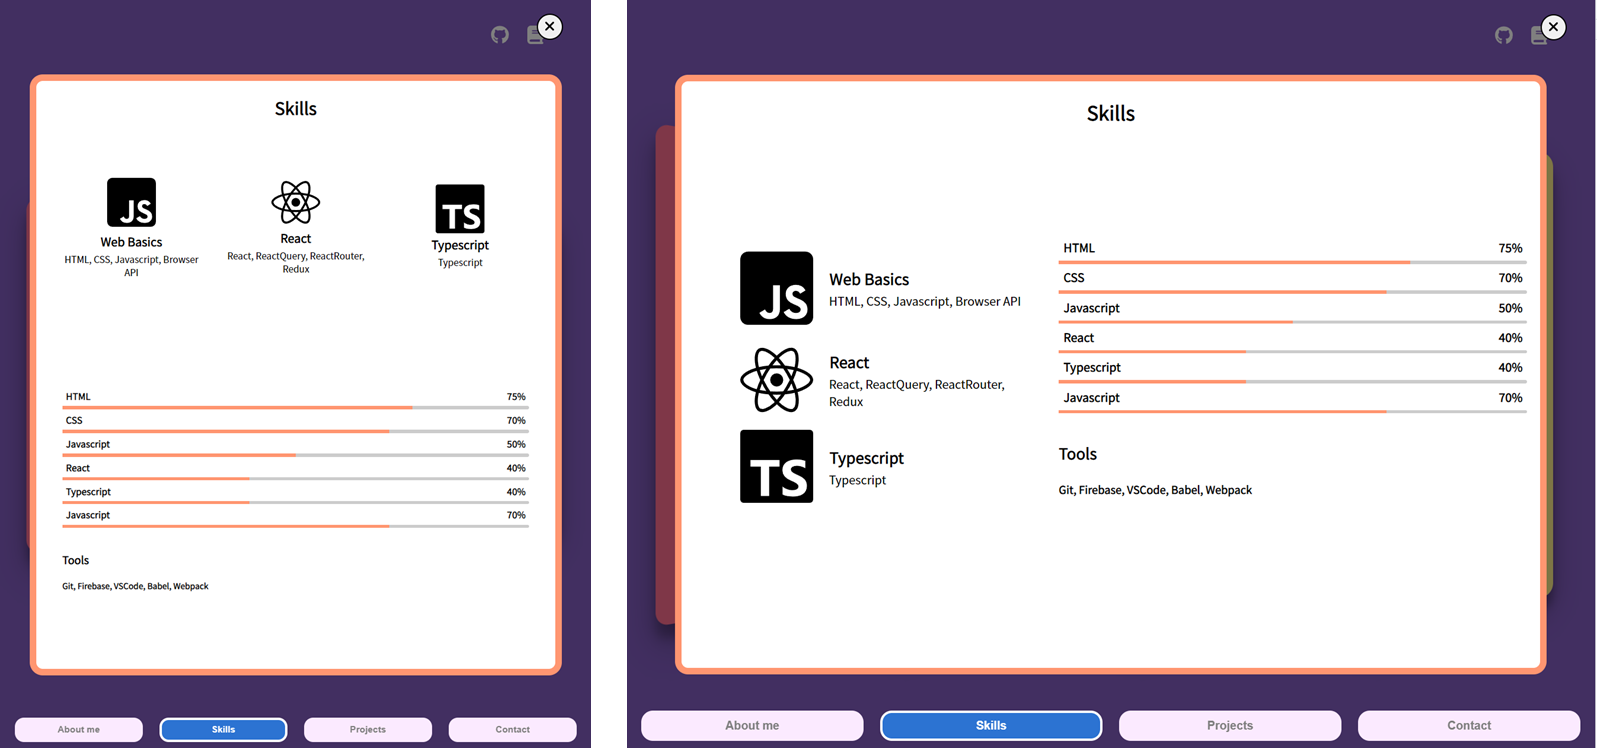 Skills
JS
Web Basics
HTML, CSS, Javascript, Browser
API
React
React, ReactQuery, ReactRouter,
Redux
TS
Typescript
Typescript
HTML 75%
CSS 70%
Javascript 50%
React 40%
Typescript 40%
Javascript 70%
Tools
Git, Firebase, VSCode, Babel, Webpack
About me
Skills
Projects
Contact
Skills
JS
Web Basics
HTML, CSS, Javascript, Browser API
React
React, ReactQuery, ReactRouter,
Redux
TS
Typescript
Typescript
HTML 75%
CSS 70%
Javascript 50%
React 40%
Typescript 40%
Javascript 70%
Tools
Git, Firebase, VSCode, Babel, Webpack
About me
Skills
Projects
Contact